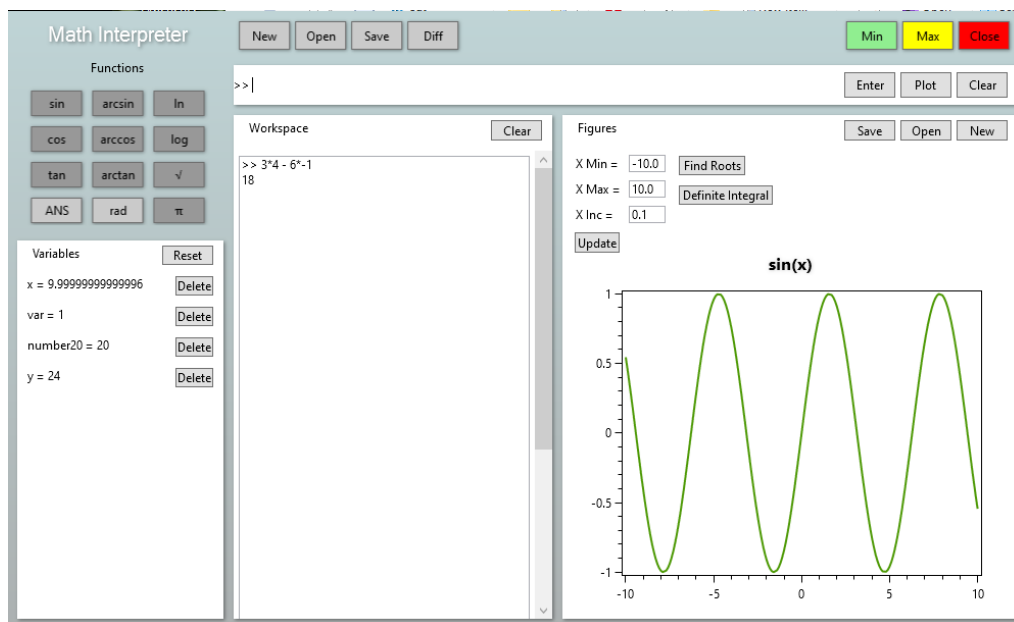 Math Interpreter
New Open Save Diff
Min Max Close
Functions
sin arcsin ln
cos arccos log
tan arctan √
ANS rad π
>>
Enter Plot Clear
Variables Reset
x = 9.99999999999996 Delete
var = 1 Delete
number20 = 20 Delete
y = 24 Delete
Workspace Clear
>> 3*4 - 6*-1
18
Figures Save Open New
X Min = -10.0 Find Roots
X Max = 10.0 Definite Integral
X Inc = 0.1
Update
sin(x)
1
0.5
0
-0.5
-1
-10 -5 0 5 10